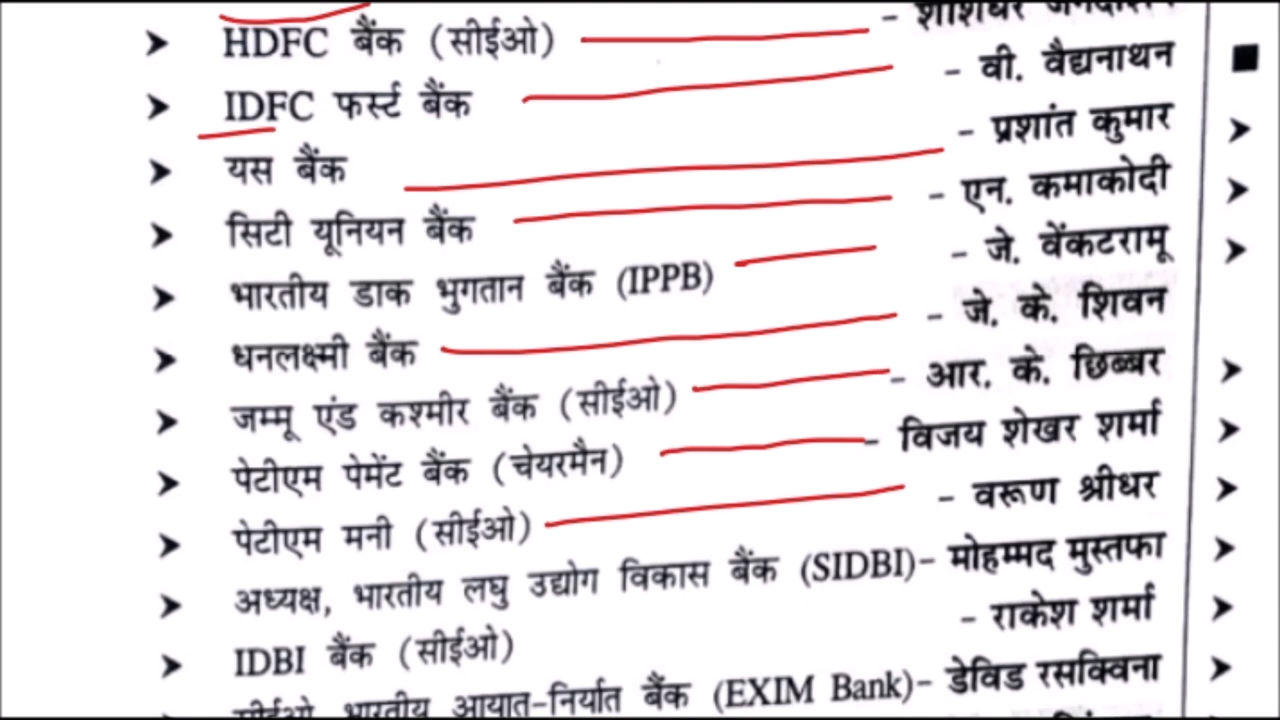 HDFC बैंक (सीईओ) - शशिधर जगदीशन
IDFC फर्स्ट बैंक - वी. वैद्यनाथन
यस बैंक - प्रशांत कुमार
सिटी यूनियन बैंक - एन. कमाकोदी
भारतीय डाक भुगतान बैंक (IPPB) - जे. वेंकटरामू
धनलक्ष्मी बैंक - जे. के. शिवन
जम्मू एंड कश्मीर बैंक (सीईओ) - आर. के. छिब्बर
पेटीएम पेमेंट बैंक (चेयरमैन) - विजय शेखर शर्मा
पेटीएम मनी (सीईओ) - वरूण श्रीधर
अध्यक्ष, भारतीय लघु उद्योग विकास बैंक (SIDBI)- मोहम्मद मुस्तफा
IDBI बैंक (सीईओ) - राकेश शर्मा
सीईओ भारतीय आयात-निर्यात बैंक (EXIM Bank)- डेविड रसक्विना